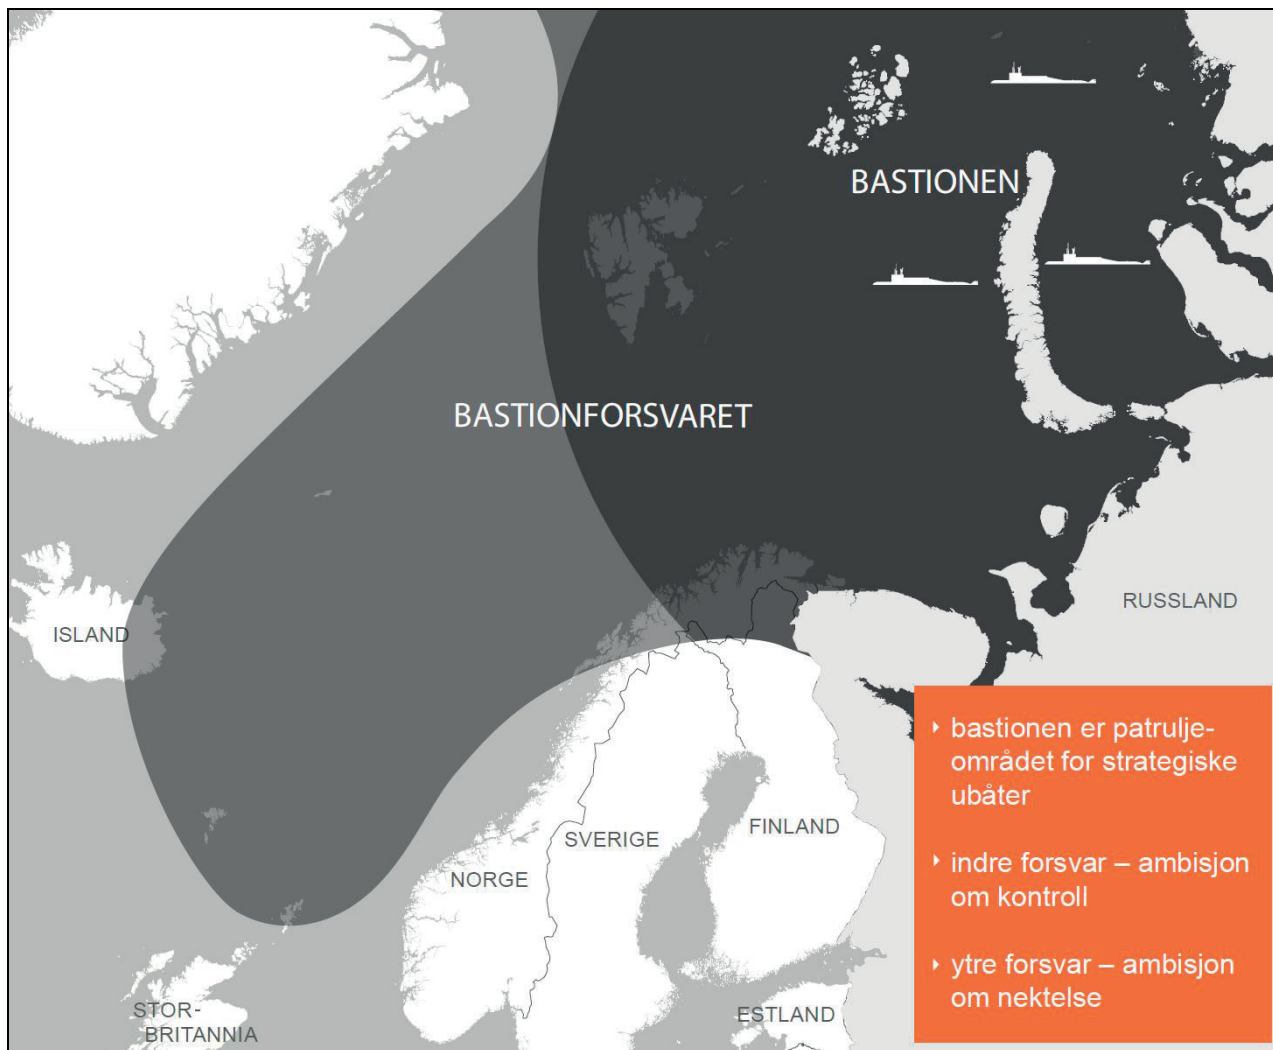 BASTIONEN
BASTIONFORSVARET
RUSSLAND
ISLAND
FINLAND
SVERIGE
NORGE
STOR-
BRITANNIA
ESTLAND
bastionen er patrulje-
området for strategiske
ubåter
indre forsvar – ambisjon
om kontroll
ytre forsvar – ambisjon
om nektelse